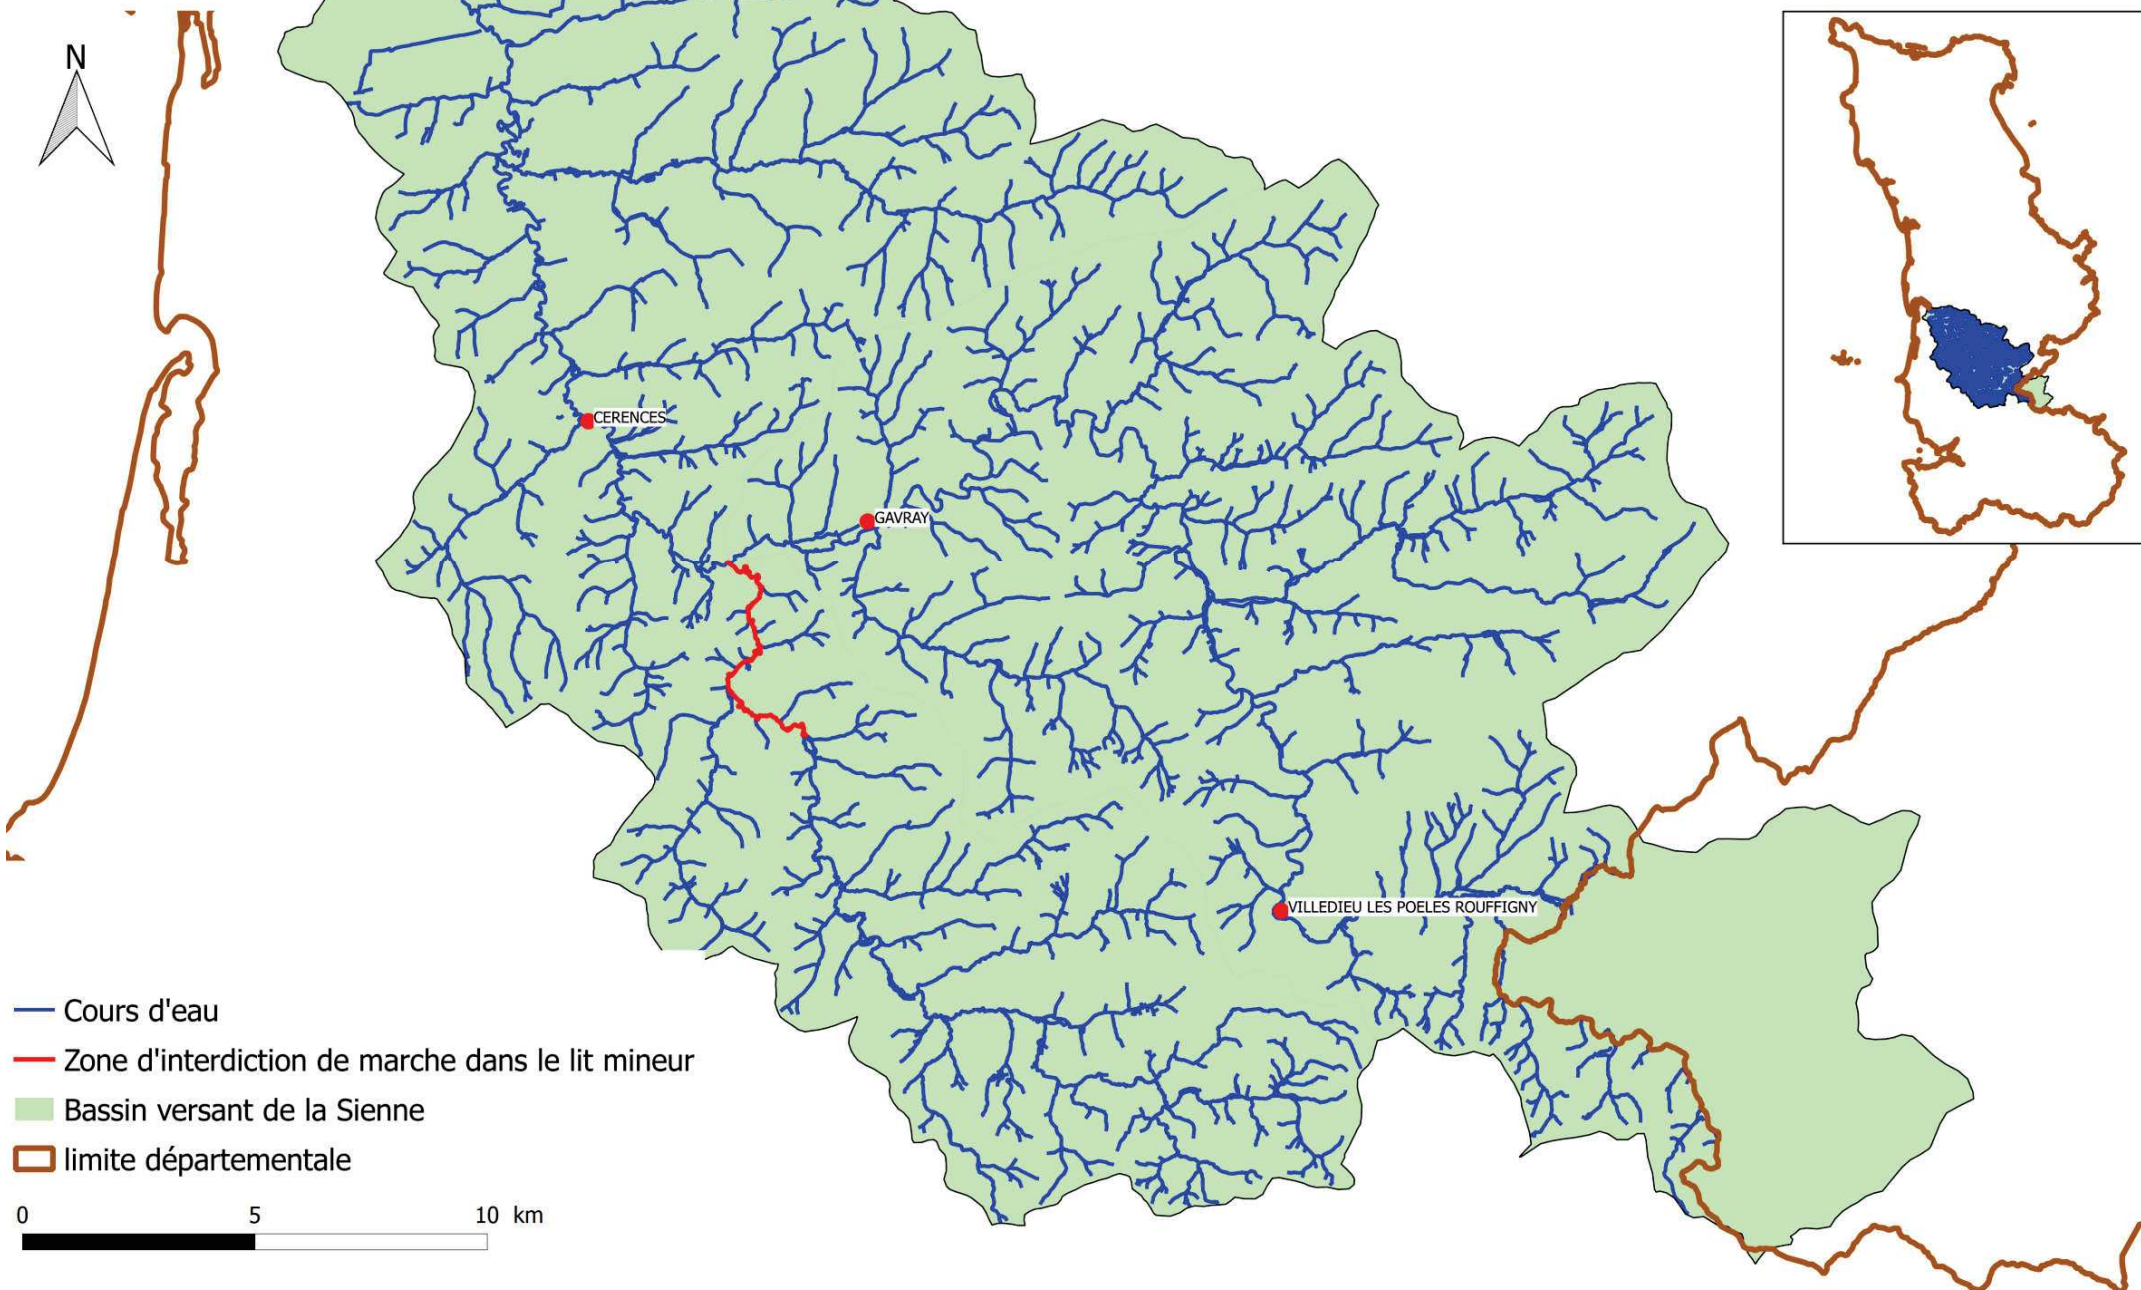 N
CERENCES
GAVRAY
VILLEDIEU LES POELES ROUFFIGNY
Cours d'eau
Zone d'interdiction de marche dans le lit mineur
Bassin versant de la Sienne
limite départementale
0 5 10 km